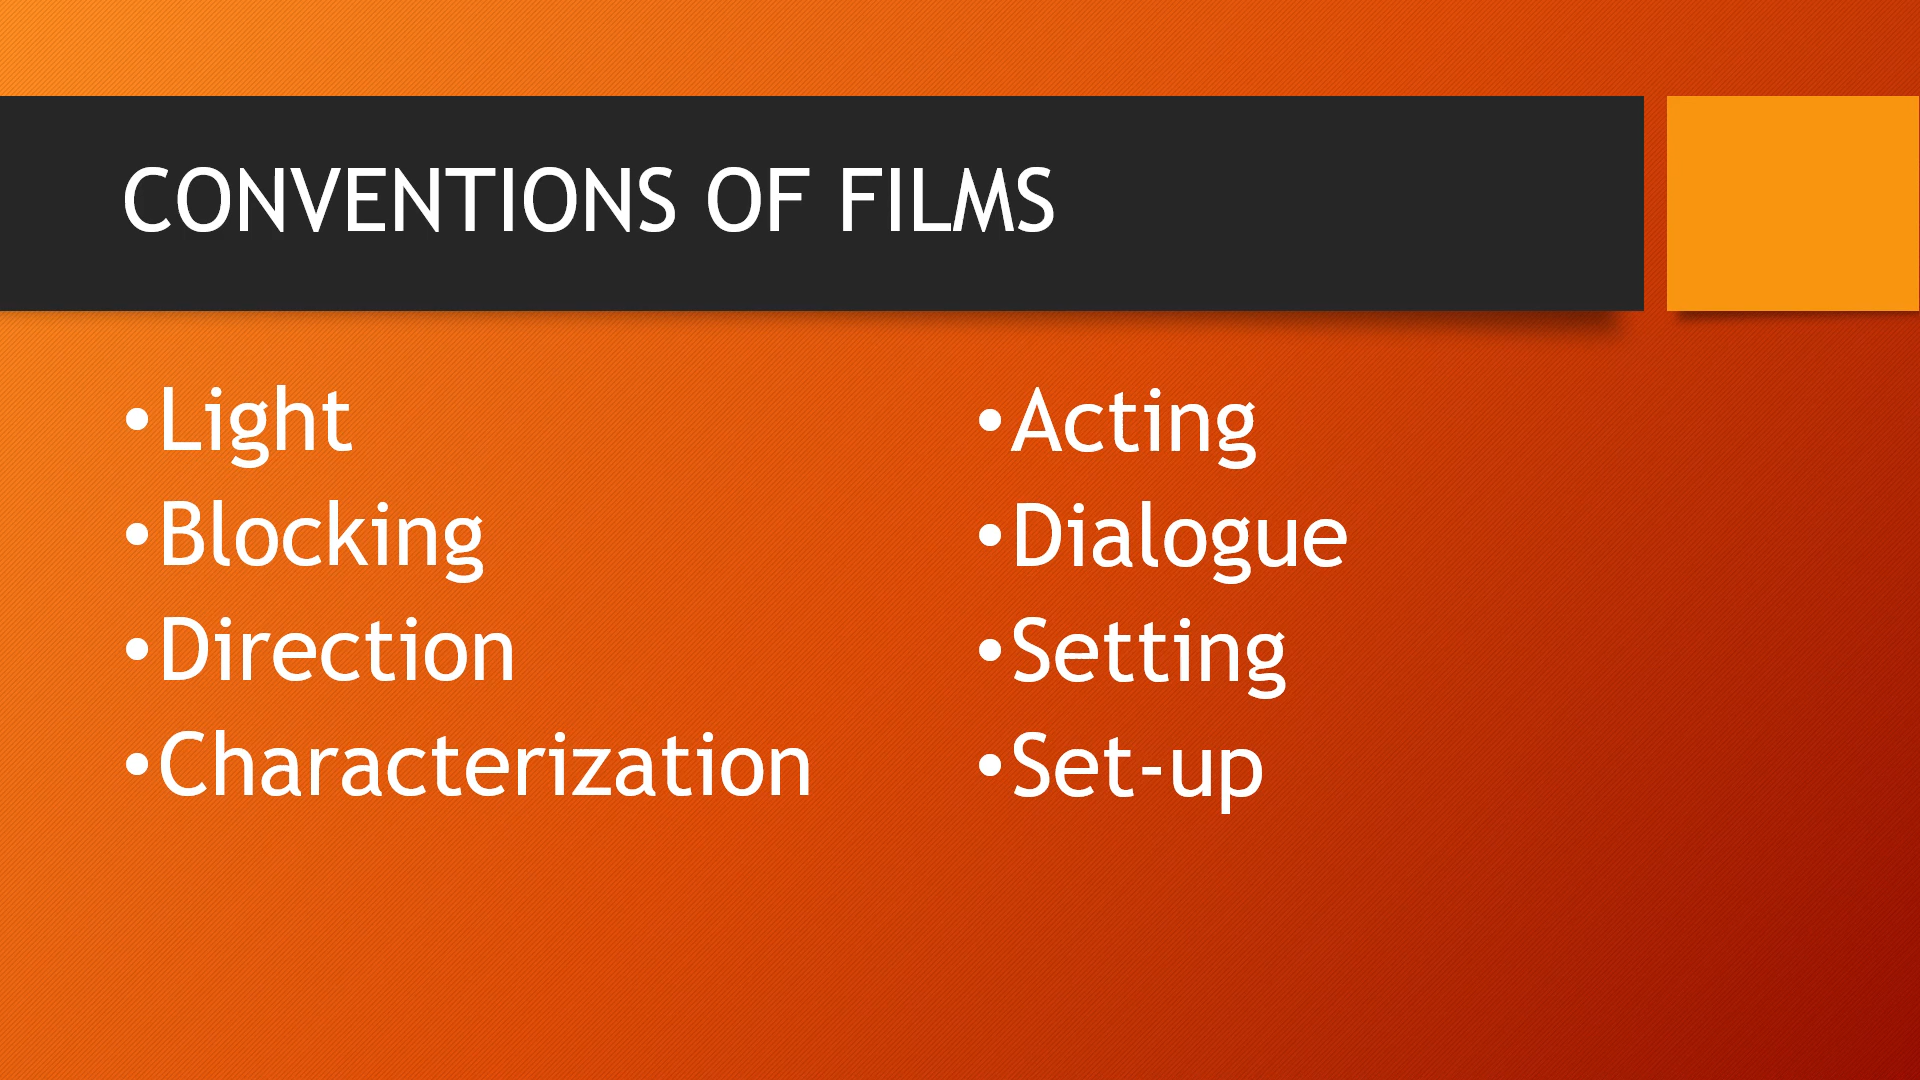 CONVENTIONS OF FILMS
•Light
•Blocking
•Direction
•Characterization
•Acting
•Dialogue
•Setting
•Set-up